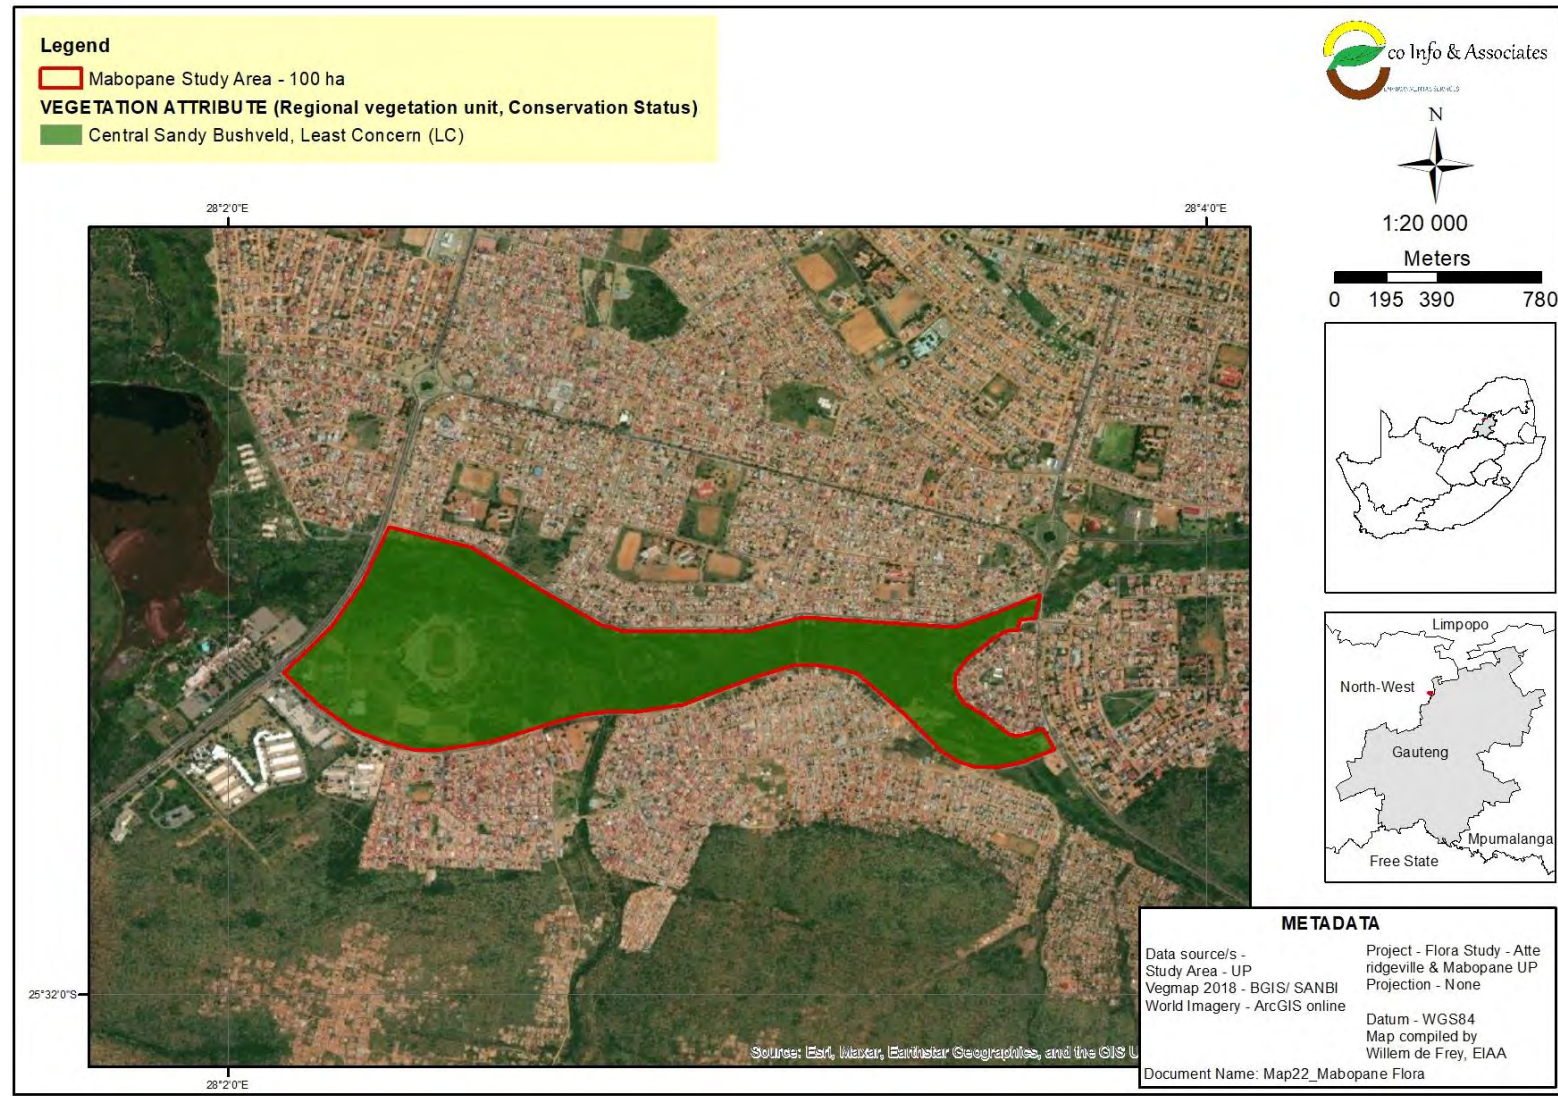 Legend
Mabopane Study Area - 100 ha
VEGETATION ATTRIBUTE (Regional vegetation unit, Conservation Status)
Central Sandy Bushveld, Least Concern (LC)
co Info & Associates
N
1:20 000
Meters
0 195 390 780
28°2'0"E 28°4'0"E
Limpopo
North-West
Gauteng
Mpumalanga
Free State
25°32'0"S
28°2'0"E
Source: Esri, Maxar, Earthstar Geographics, and the GIS U
METADATA
Data source/s -
Study Area - UP
Vegmap 2018 - BGIS/ SANBI
World Imagery - ArcGIS online
Project - Flora Study - Atte
ridgeville & Mabopane UP
Projection - None
Datum - WGS84
Map compiled by
Willem de Frey, EIAA
Document Name: Map22_Mabopane Flora